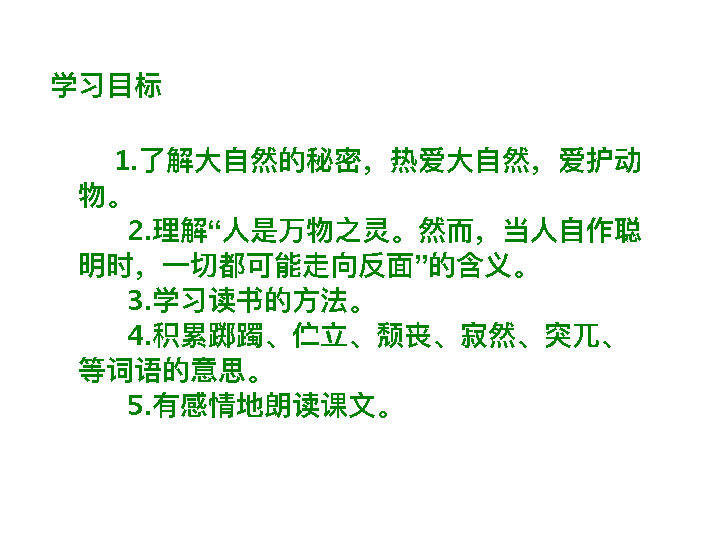 学习目标
1.了解大自然的秘密，热爱大自然，爱护动
物。
2.理解“人是万物之灵。然而，当人自作聪
明时，一切都可能走向反面”的含义。
3.学习读书的方法。
4.积累踯躅、伫立、颓丧、寂然、突兀、
等词语的意思。
5.有感情地朗读课文。